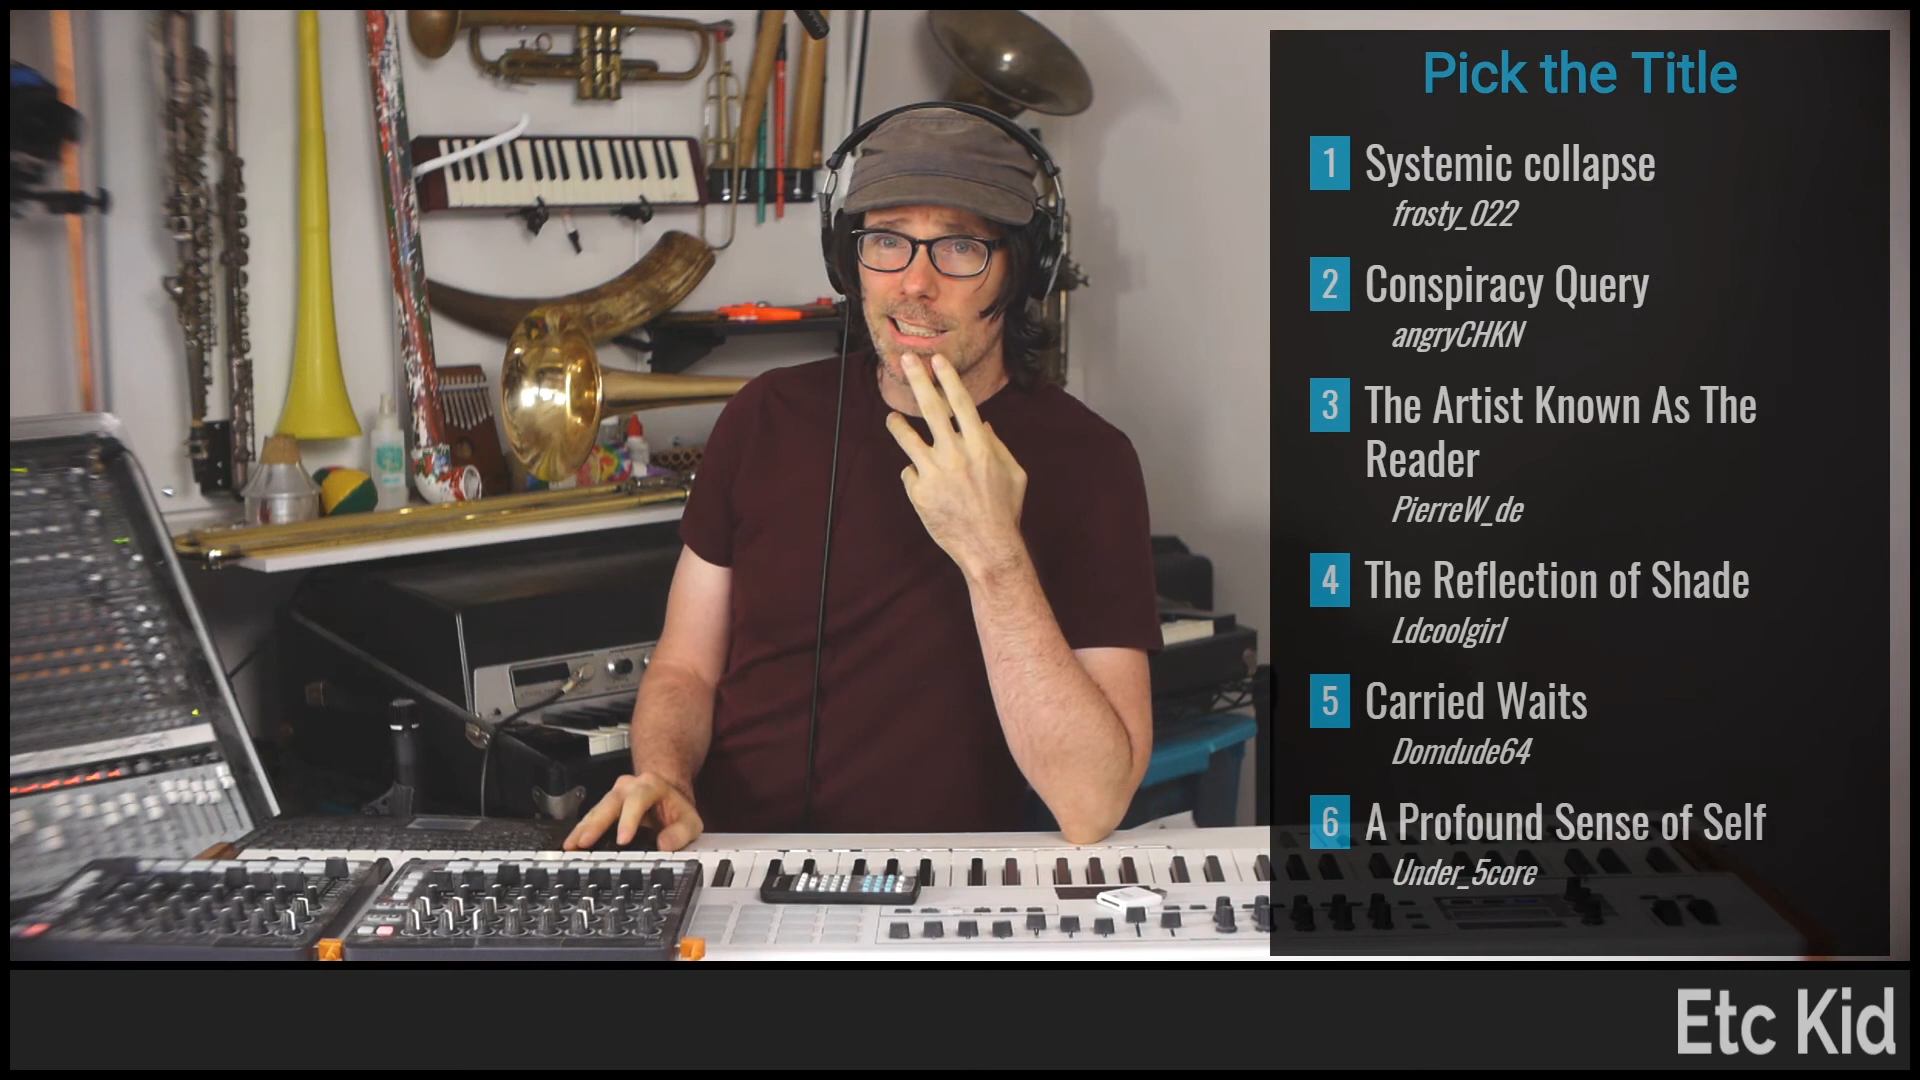 Pick the Title
1 Systemic collapse
frosty_022
2 Conspiracy Query
angryCHKN
3 The Artist Known As The
Reader
PierreW_de
4 The Reflection of Shade
Ldcoolgirl
5 Carried Waits
Domdude64
6 A Profound Sense of Self
Under_5core
Etc Kid